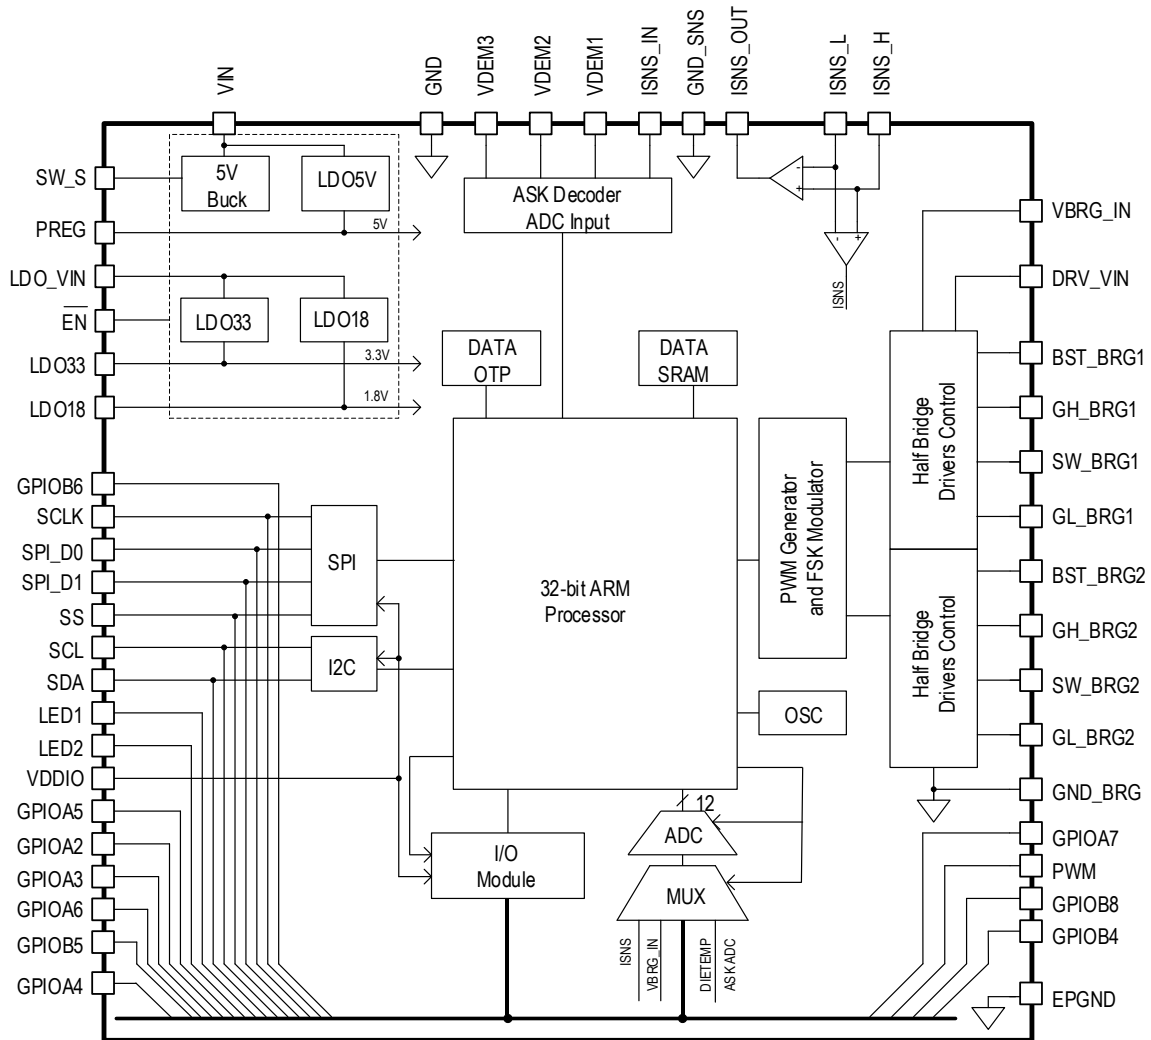 VIN
GND
VDEM3
VDEM2
VDEM1
ISNS_IN
GND_SNS
ISNS_OUT
ISNS_L
ISNS_H
SW_S
PREG
LDO_VIN
EN
LDO33
LDO18
GPIOB6
SCLK
SPI_D0
SPI_D1
SS
SCL
SDA
LED1
LED2
VDDIO
GPIOA5
GPIOA2
GPIOA3
GPIOA6
GPIOB5
GPIOA4
5V
Buck
LDO5V
5V
LDO33
LDO18
3.3V
1.8V
ASK Decoder
ADC Input
-
+
-
+
ISNS
DATA
OTP
DATA
SRAM
SPI
I2C
32-bit ARM
Processor
PWM Generator
and FSK Modulator
OSC
Half Bridge
Drivers Control
Half Bridge
Drivers Control
12
ADC
MUX
I/O
Module
ISNS
VBRG_IN
DIETEMP
ASKADC
VBRG_IN
DRV_VIN
BST_BRG1
GH_BRG1
SW_BRG1
GL_BRG1
BST_BRG2
GH_BRG2
SW_BRG2
GL_BRG2
GND_BRG
GPIOA7
PWM
GPIOB8
GPIOB4
EPGND